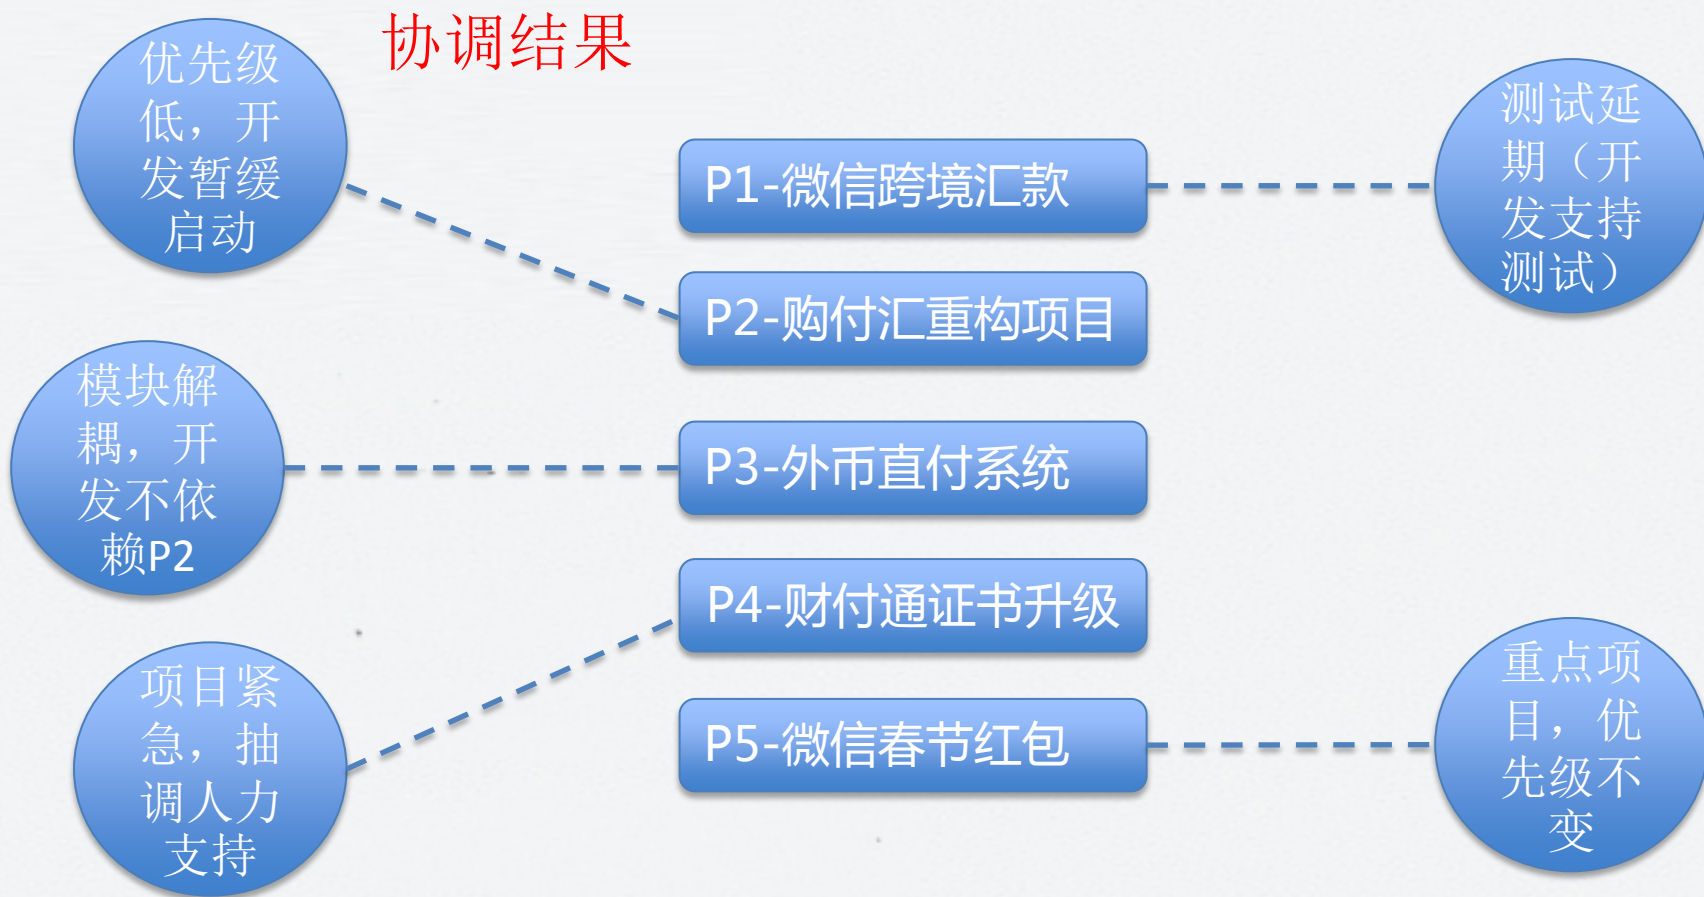 协调结果
优先级
低，开
发暂缓
启动
测试延
期（开
发支持
测试）
P1-微信跨境汇款
P2-购付汇重构项目
模块解
耦，开
发不依
赖P2
P3-外币直付系统
P4-财付通证书升级
项目紧
急，抽
调人力
支持
P5-微信春节红包
重点项
目，优
先级不
变